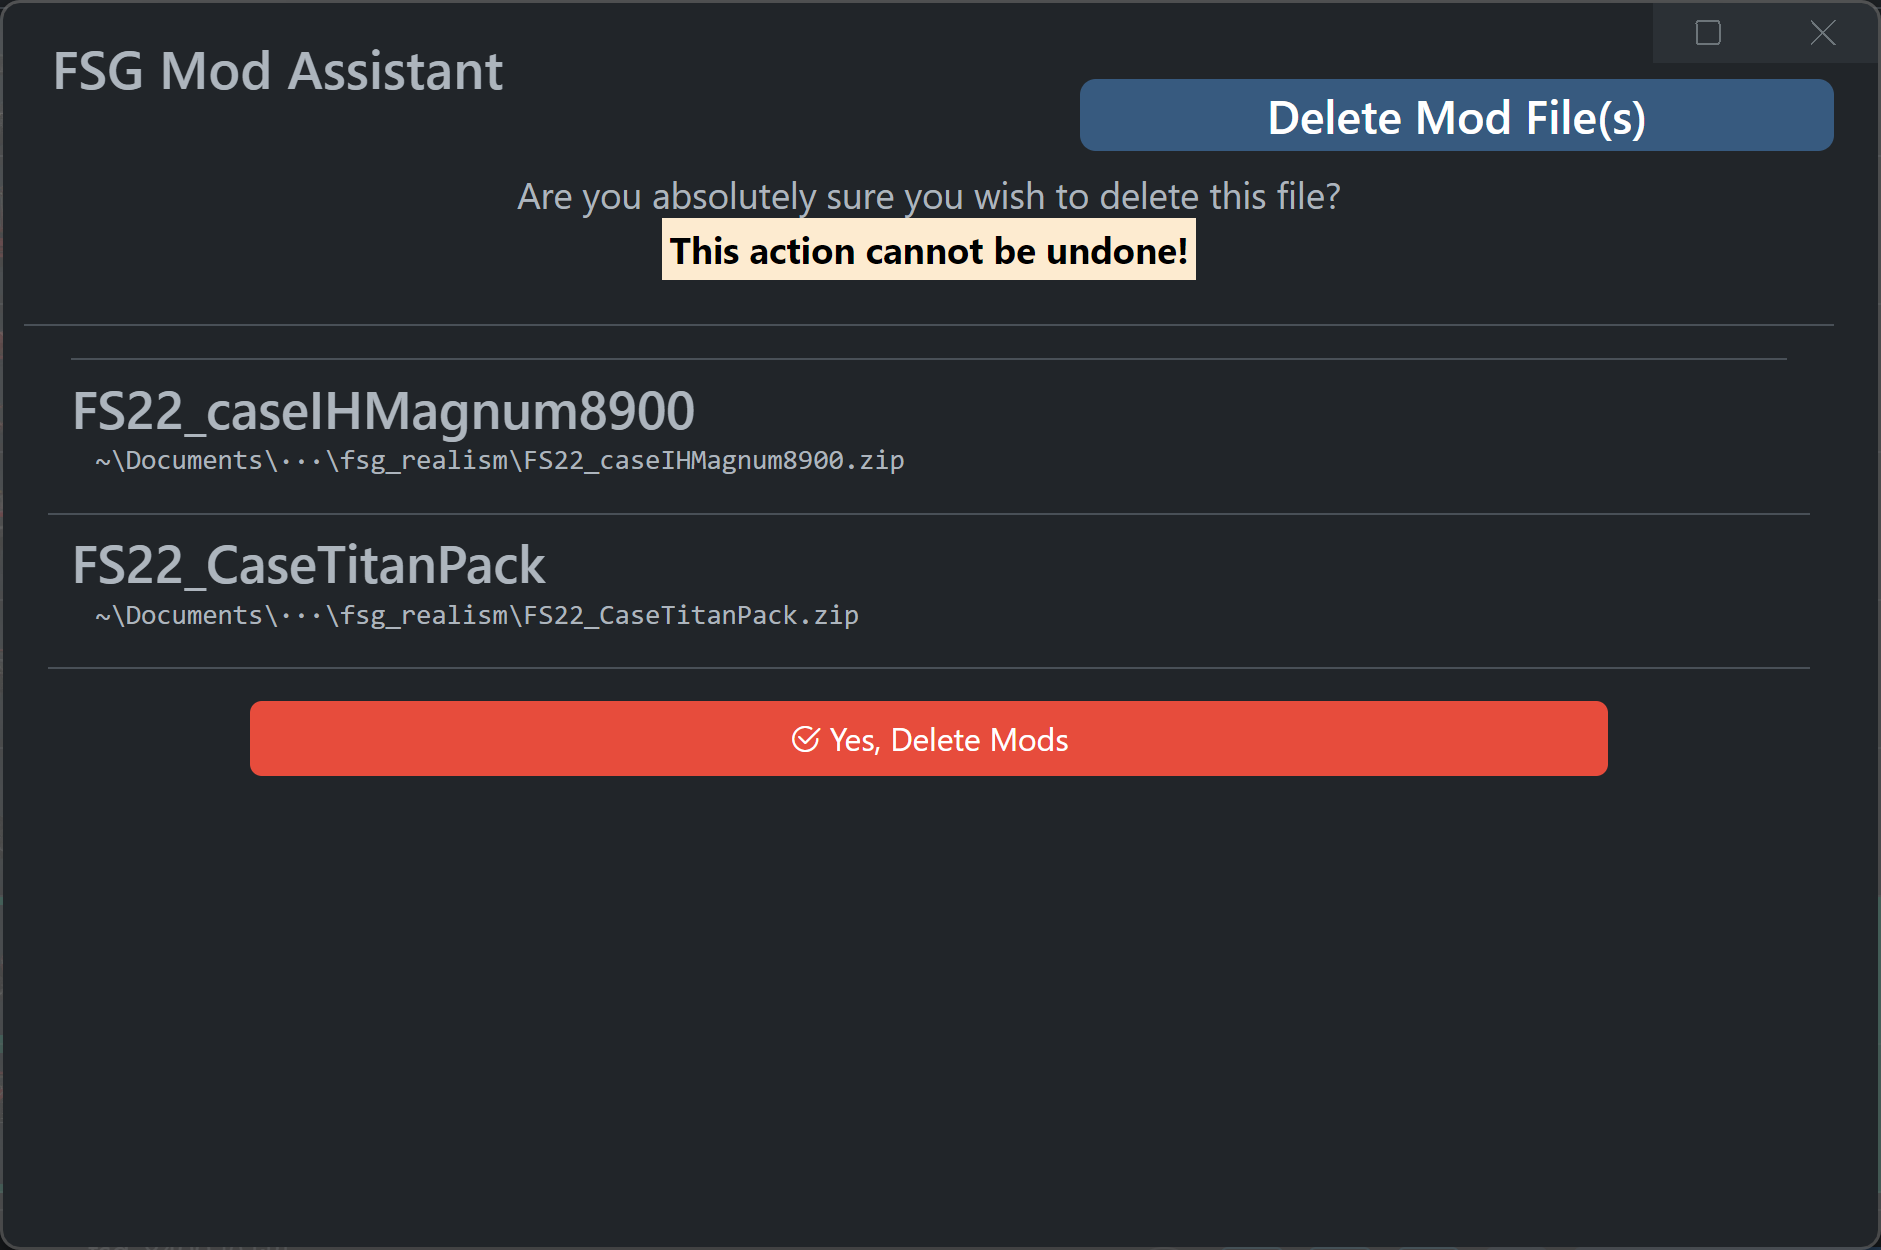 FSG Mod Assistant
Delete Mod File(s)
Are you absolutely sure you wish to delete this file?
This action cannot be undone!
FS22_caseIHMagnum8900
~\Documents\···\fsg_realism\FS22_caseIHMagnum8900.zip
FS22_CaseTitanPack
~\Documents\···\fsg_realism\FS22_CaseTitanPack.zip
Yes, Delete Mods